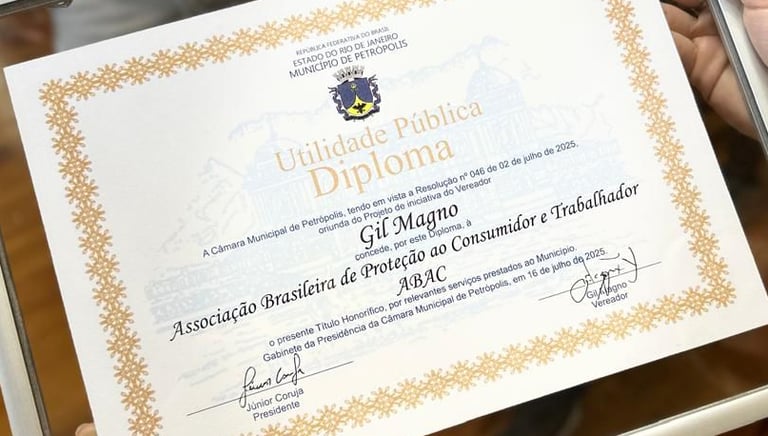 REPÚBLICA FEDERATIVA DO BRASIL
ESTADO DO RIO DE JANEIRO
MUNICÍPIO DE PETRÓPOLIS
Utilidade Pública
Diploma
A Câmara Municipal de Petrópolis, tendo em vista a Resolução nº 046 de 02 de julho de 2025,
oriunda do Projeto de iniciativa do Vereador
Gil Magno
concede, por este Diploma, à
Associação Brasileira de Proteção ao Consumidor e Trabalhador
ABAC
o presente Título Honorífico, por relevantes serviços prestados ao Município.
Gabinete da Presidência da Câmara Municipal de Petrópolis, em 16 de julho de 2025.
Gil Magno
Vereador
Júnior Coruja
Presidente